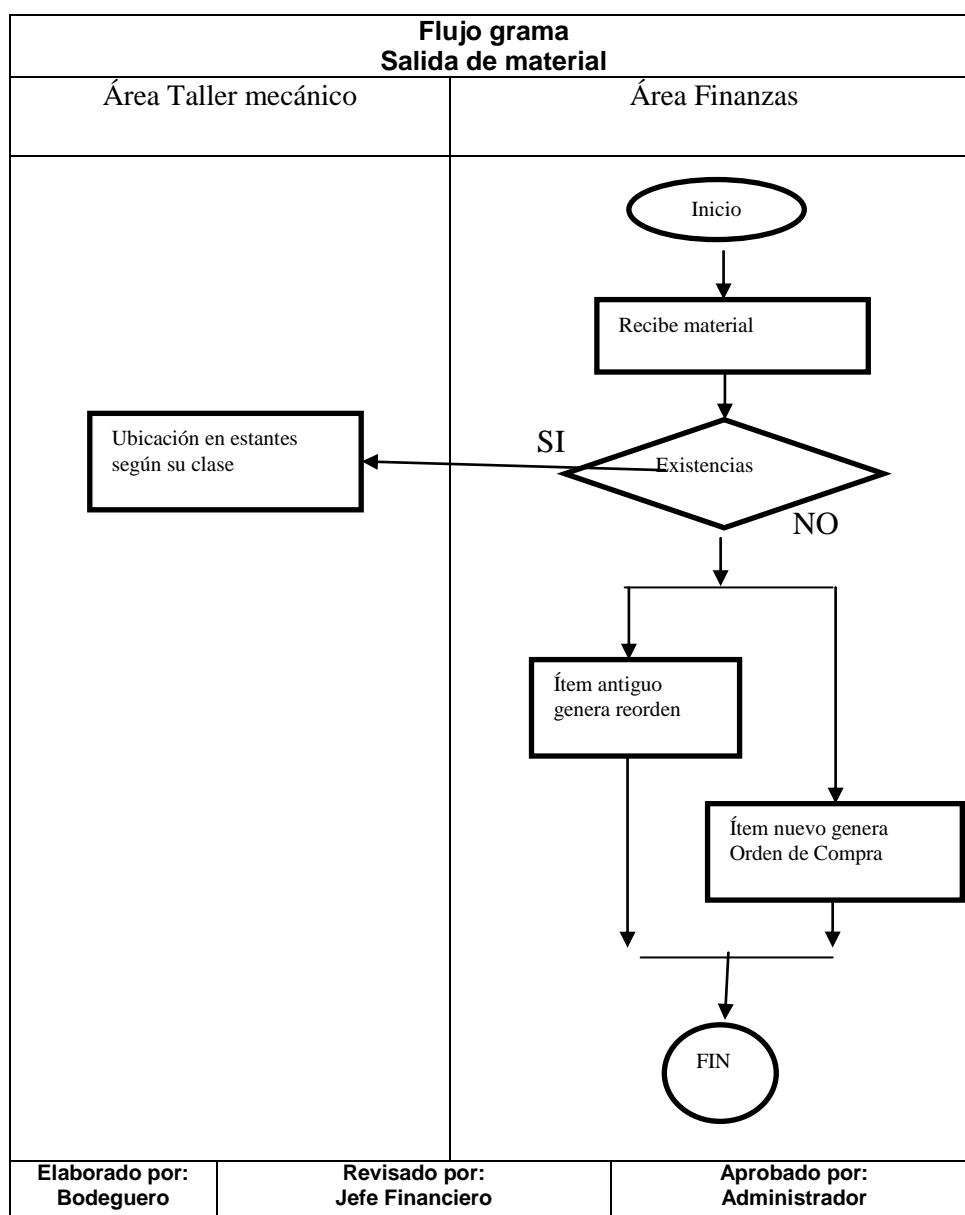 Flujo grama
Salida de material
Área Taller mecánico
Área Finanzas
Inicio
Recibe material
Ubicación en estantes
según su clase
SI
Existencias
NO
Ítem antiguo
genera reorden
Ítem nuevo genera
Orden de Compra
FIN
Elaborado por:
Bodeguero
Revisado por:
Jefe Financiero
Aprobado por:
Administrador